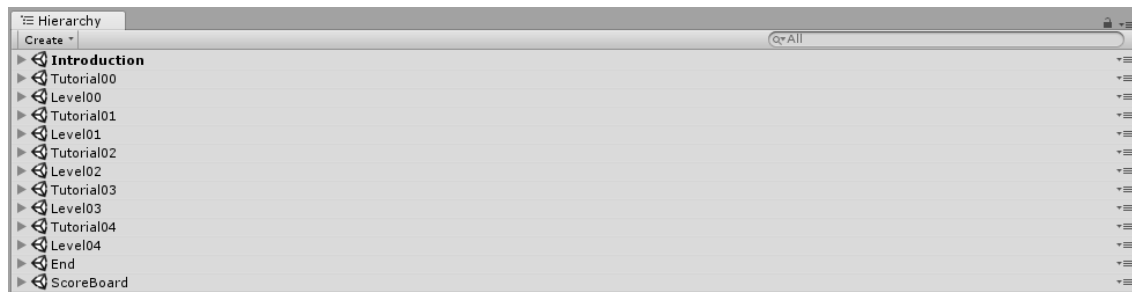 Hierarchy
Create All
Introduction
Tutorial00
Level00
Tutorial01
Level01
Tutorial02
Level02
Tutorial03
Level03
Tutorial04
Level04
End
ScoreBoard